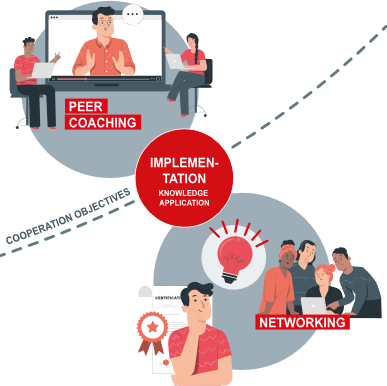 PEER
COACHING
IMPLEMEN-
TATION
KNOWLEDGE
APPLICATION
COOPERATION OBJECTIVES
CERTIFICATE
NETWORKING